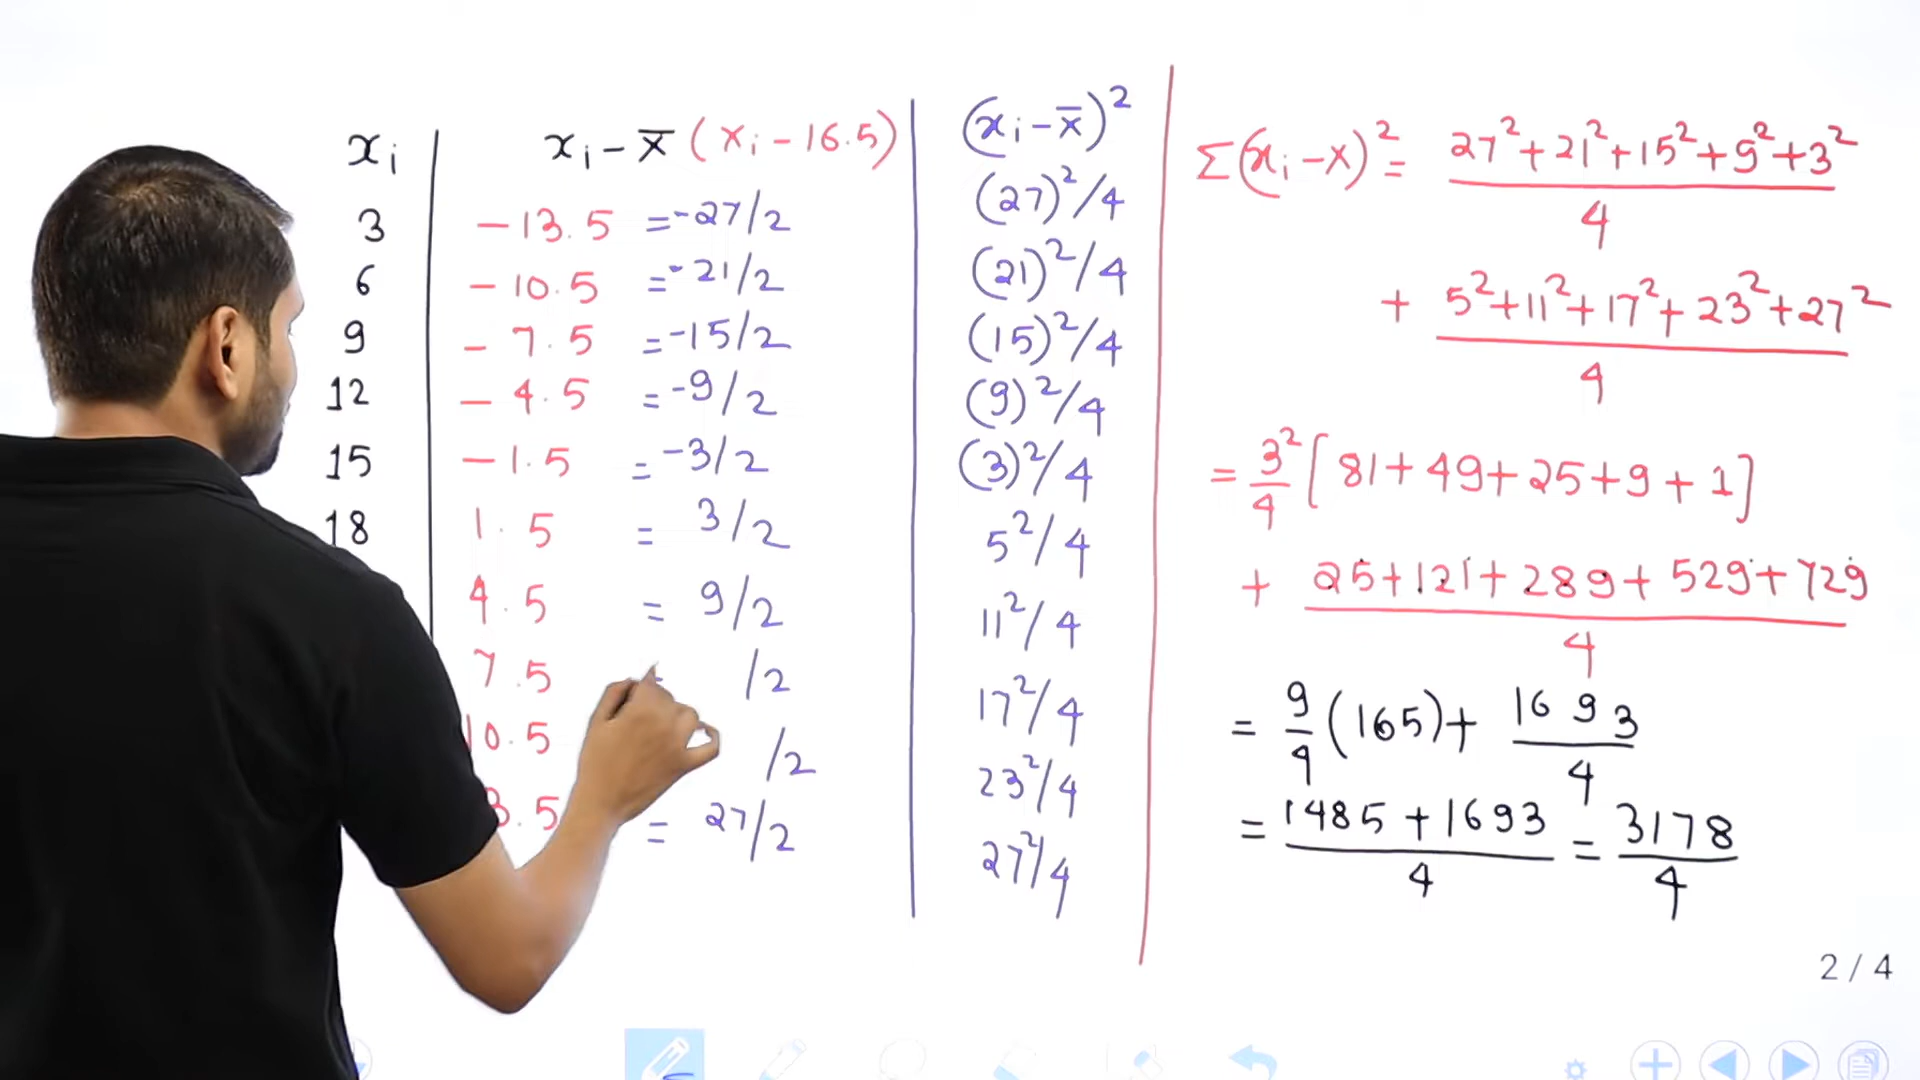 xᵢ
3
6
9
12
15
18
xᵢ - x̄ (xᵢ - 16.5)
- 13.5 = -27/2
- 10.5 = -21/2
- 7.5 = -15/2
- 4.5 = -9/2
- 1.5 = -3/2
1.5 = 3/2
4.5 = 9/2
7.5 = /2
10.5 /2
3.5 = 27/2
(xᵢ - x̄)²
(27)²/4
(21)²/4
(15)²/4
(9)²/4
(3)²/4
5²/4
11²/4
17²/4
23²/4
27²/4
Σ(xᵢ - x)² = 27² + 21² + 15² + 9² + 3²
4
+ 5² + 11² + 17² + 23² + 27²
4
= 3²/4 [81 + 49 + 25 + 9 + 1]
+ 25 + 121 + 289 + 529 + 729
4
= 9/4 (165) + 1693/4
= 1485 + 1693 / 4 = 3178/4
2 / 4